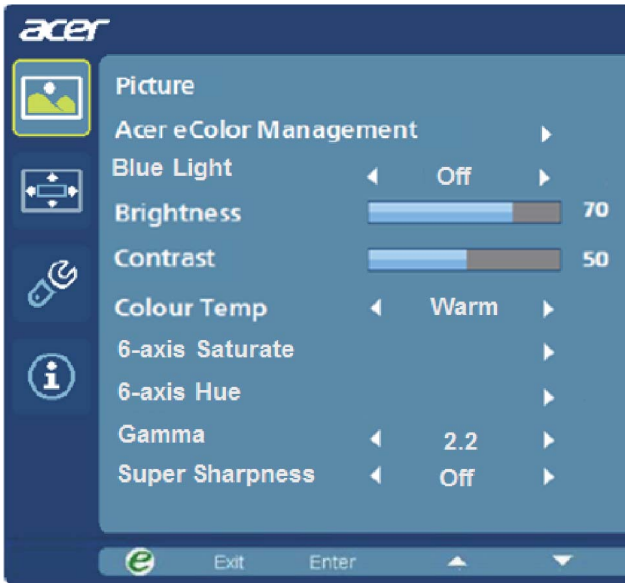 acer
Picture
Acer eColor Management
Blue Light Off
Brightness 70
Contrast 50
Colour Temp Warm
6-axis Saturate
6-axis Hue
Gamma 2.2
Super Sharpness Off
e Exit Enter